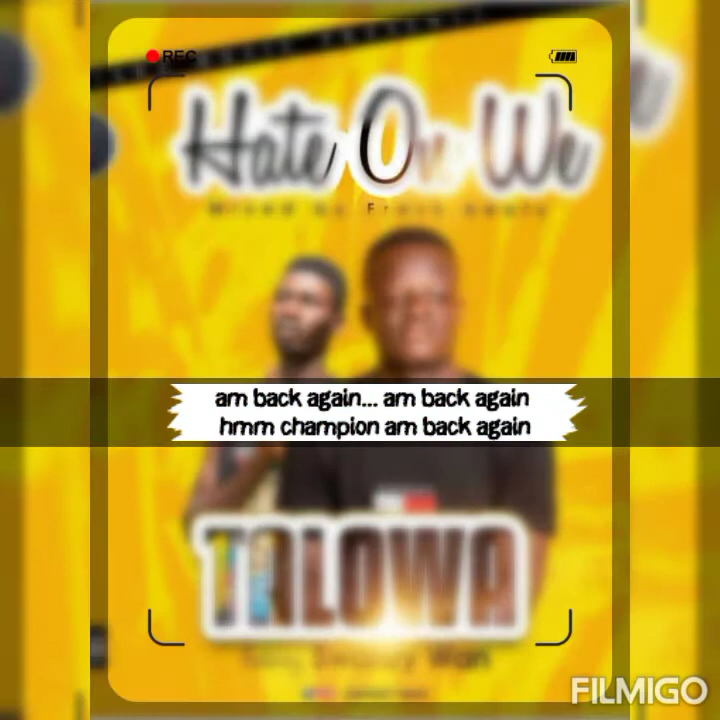 REC
Hate On We
am back again... am back again
hmm champion am back again
TALOWA
FILMIGO